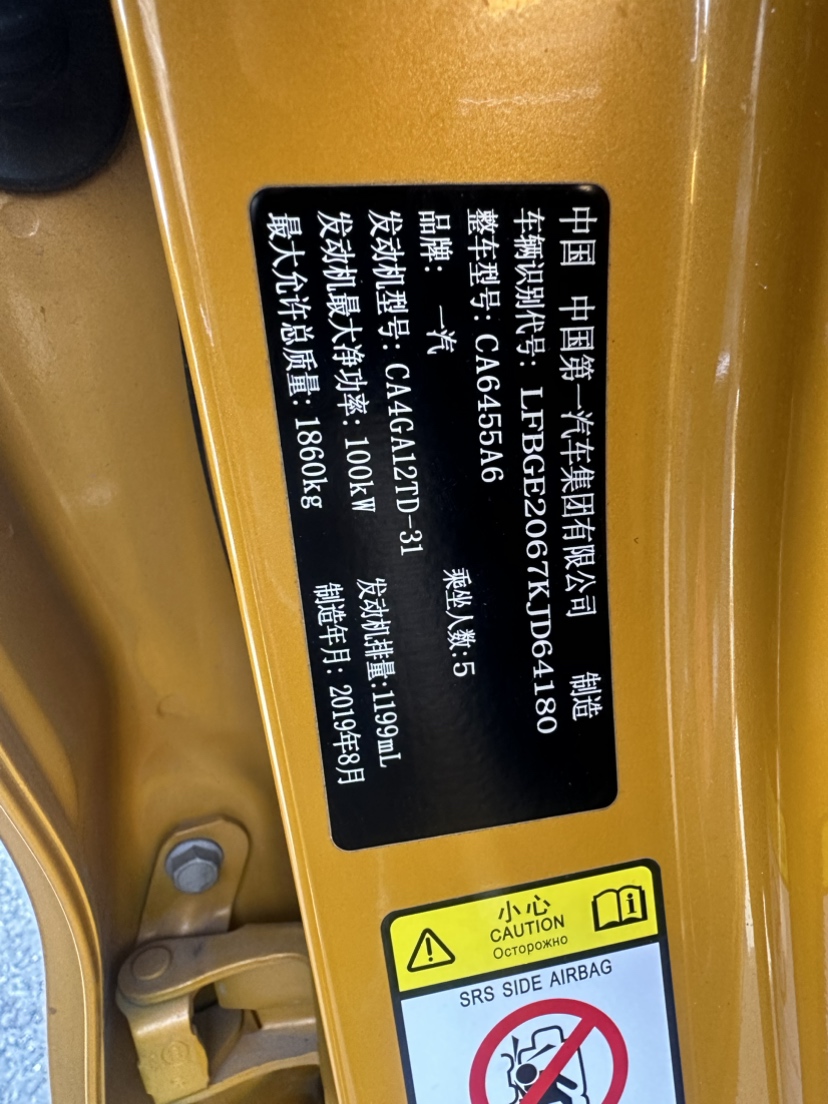 中国 中国第一汽车集团有限公司 制造
车辆识别代号: LFBGE2067KJD64180
整车型号: CA6455A6 乘坐人数:5
品牌: 一汽
发动机型号: CA4GA12TD-31 发动机排量:1199mL
发动机最大净功率: 100kW 制造年月: 2019年8月
最大允许总质量: 1860kg
小心
CAUTION
Осторожно
SRS SIDE AIRBAG